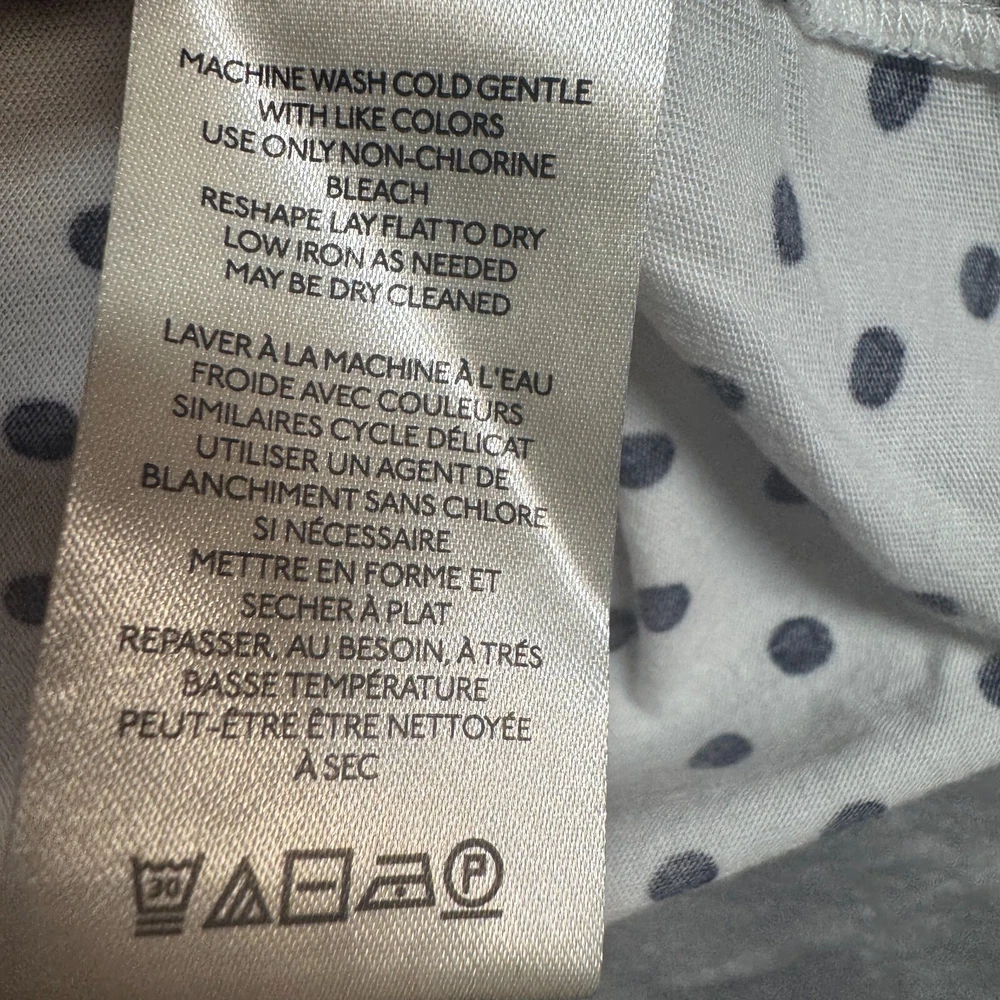 MACHINE WASH COLD GENTLE
WITH LIKE COLORS
USE ONLY NON-CHLORINE
BLEACH
RESHAPE LAY FLAT TO DRY
LOW IRON AS NEEDED
MAY BE DRY CLEANED
LAVER À LA MACHINE À L'EAU
FROIDE AVEC COULEURS
SIMILAIRES CYCLE DÉLICAT
UTILISER UN AGENT DE
BLANCHIMENT SANS CHLORE
SI NÉCESSAIRE
METTRE EN FORME ET
SECHER À PLAT
REPASSER, AU BESOIN, À TRÉS
BASSE TEMPÉRATURE
PEUT-ÊTRE ÊTRE NETTOYÉE
À SEC
30 P